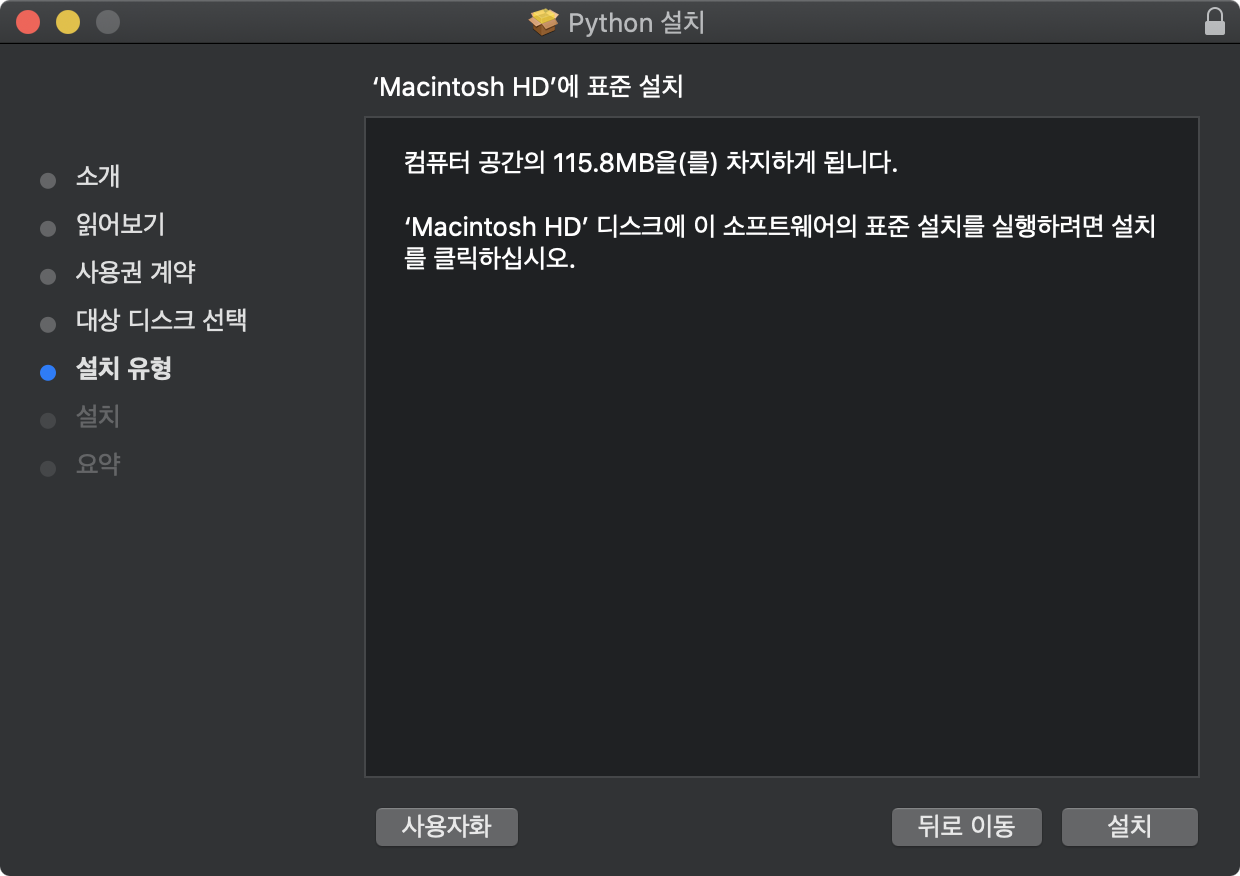 Python 설치
‘Macintosh HD’에 표준 설치
소개
읽어보기
사용권 계약
대상 디스크 선택
설치 유형
설치
요약
컴퓨터 공간의 115.8MB을(를) 차지하게 됩니다.
‘Macintosh HD’ 디스크에 이 소프트웨어의 표준 설치를 실행하려면 설치
를 클릭하십시오.
사용자화
뒤로 이동
설치